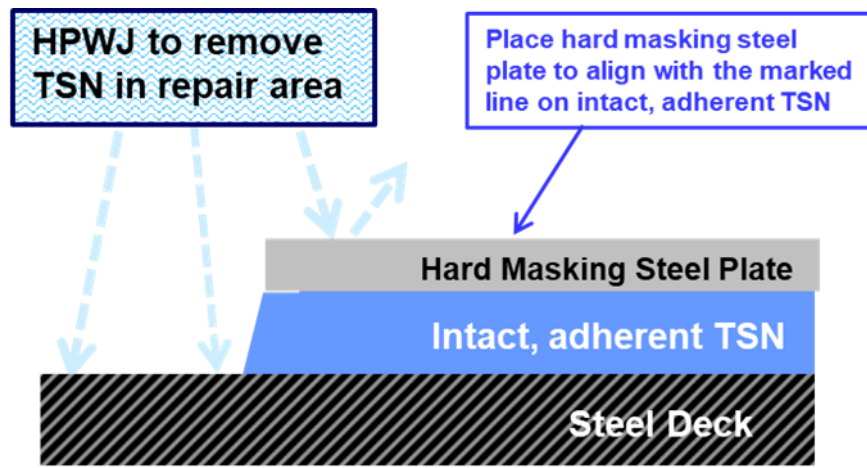 HPWJ to remove
TSN in repair area
Place hard masking steel
plate to align with the marked
line on intact, adherent TSN
Hard Masking Steel Plate
Intact, adherent TSN
Steel Deck